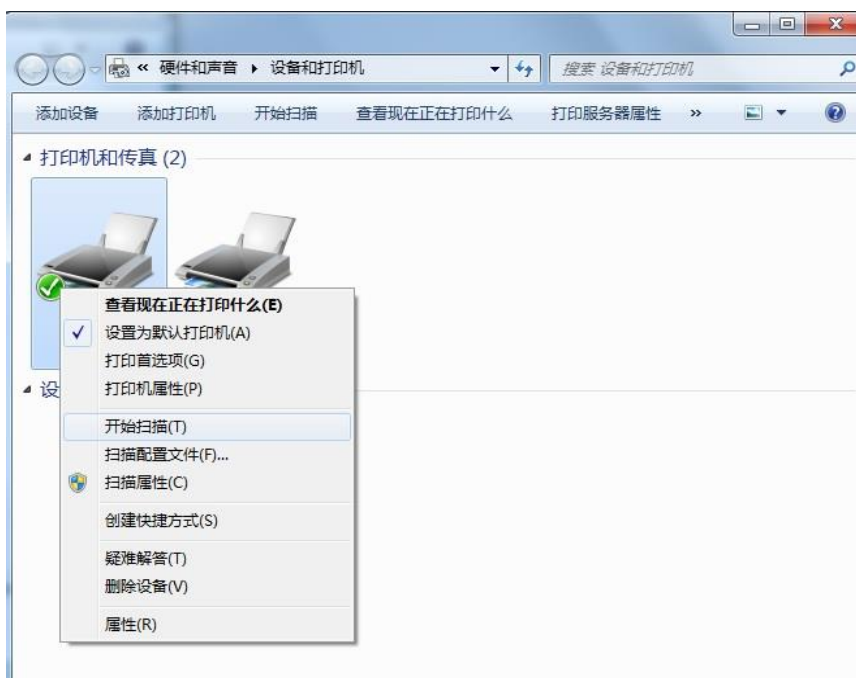 « 硬件和声音 ▸ 设备和打印机
搜索 设备和打印机
添加设备 添加打印机 开始扫描 查看现在正在打印什么 打印服务器属性 »
打印机和传真 (2)
查看现在正在打印什么(E)
设置为默认打印机(A)
打印首选项(G)
打印机属性(P)
设
开始扫描(T)
扫描配置文件(F)...
扫描属性(C)
创建快捷方式(S)
疑难解答(T)
删除设备(V)
属性(R)